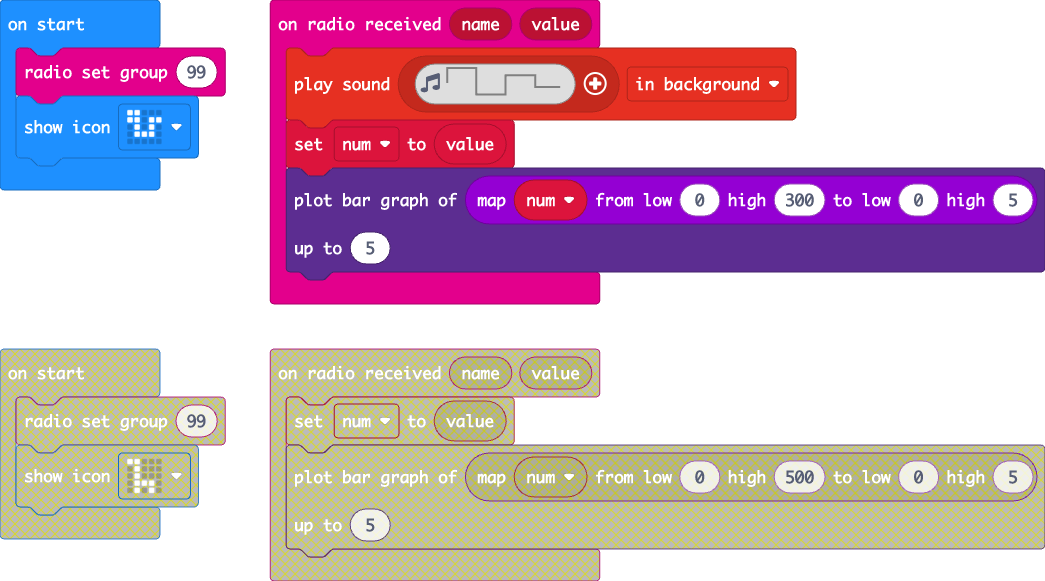 on start
radio set group 99
show icon
on radio received name value
play sound in background
set num to value
plot bar graph of map num from low 0 high 300 to low 0 high 5
up to 5
on start
radio set group 99
show icon
on radio received name value
set num to value
plot bar graph of map num from low 0 high 500 to low 0 high 5
up to 5